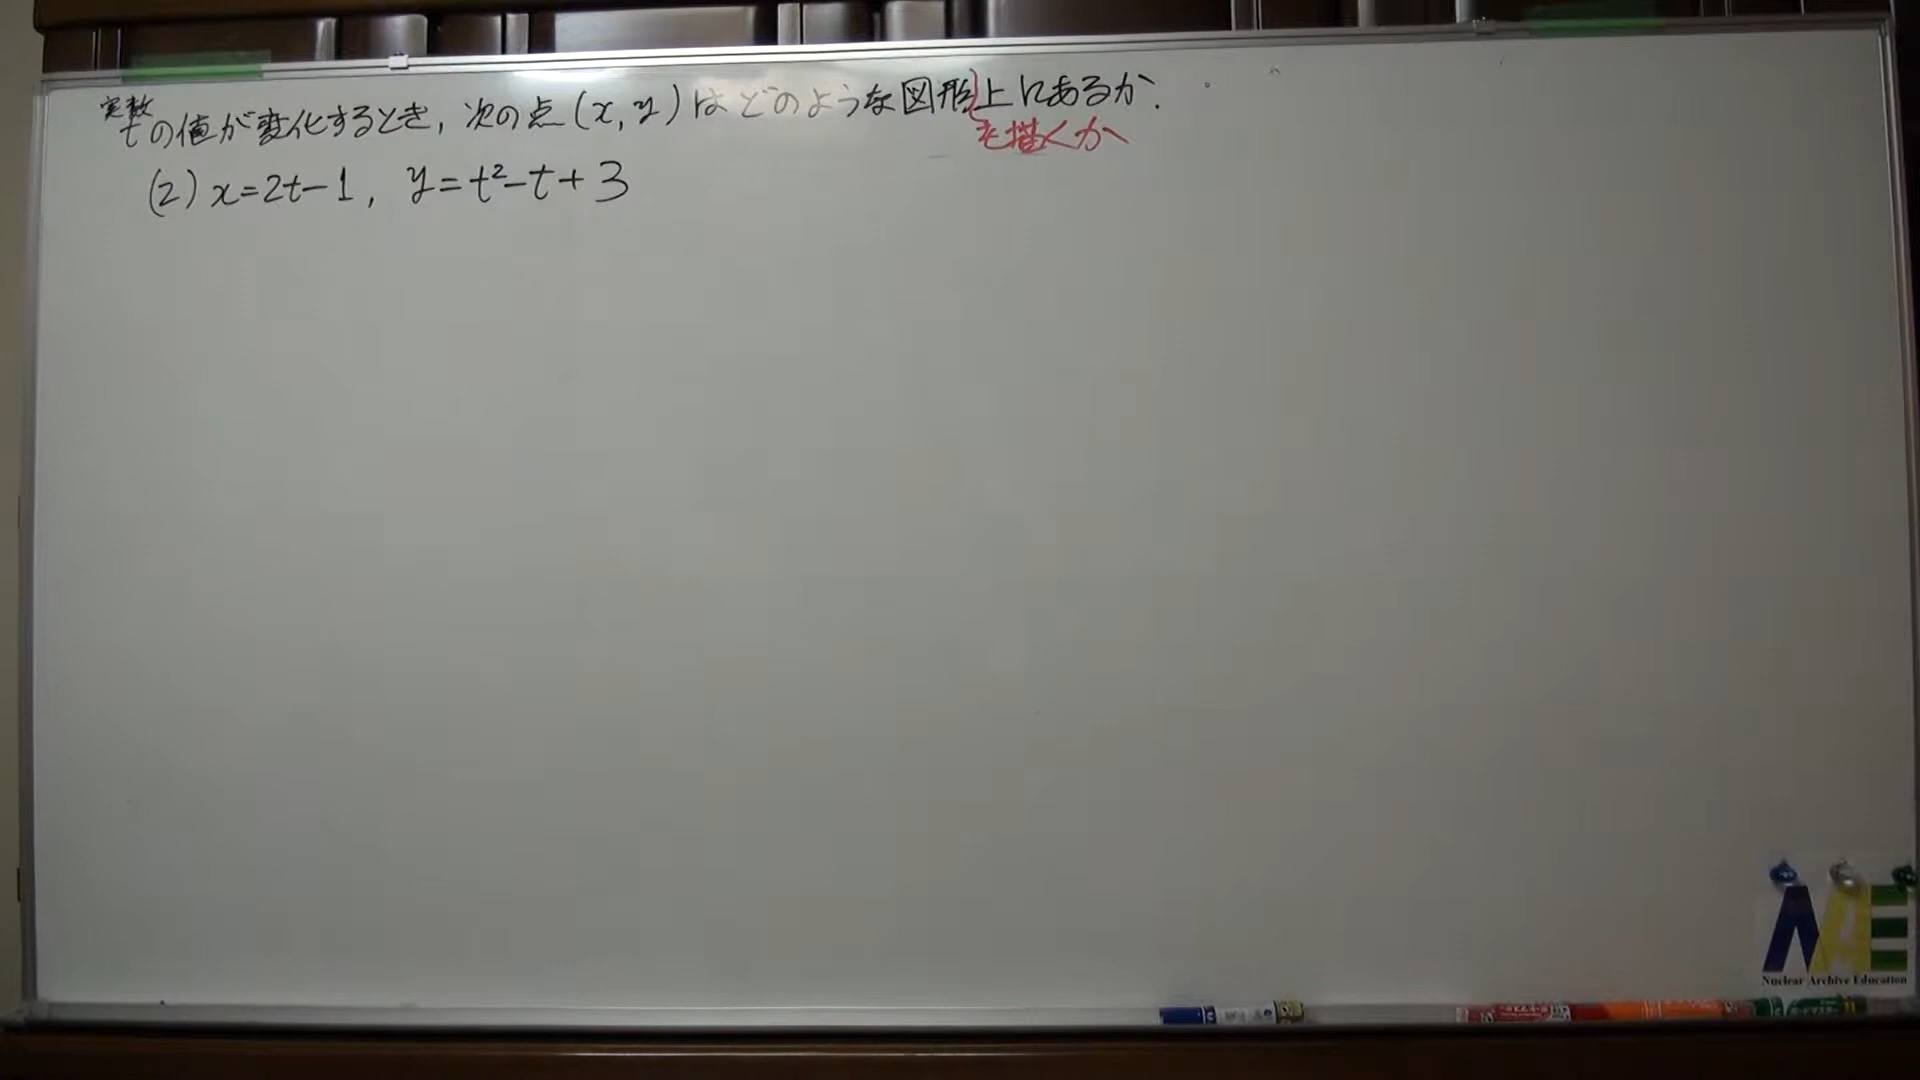 実数
tの値が変化するとき, 次の点(x, y)はどのような図形上にあるか.
を描くか
(2) x=2t-1, y=t²-t+3
Nuclear Archive Education